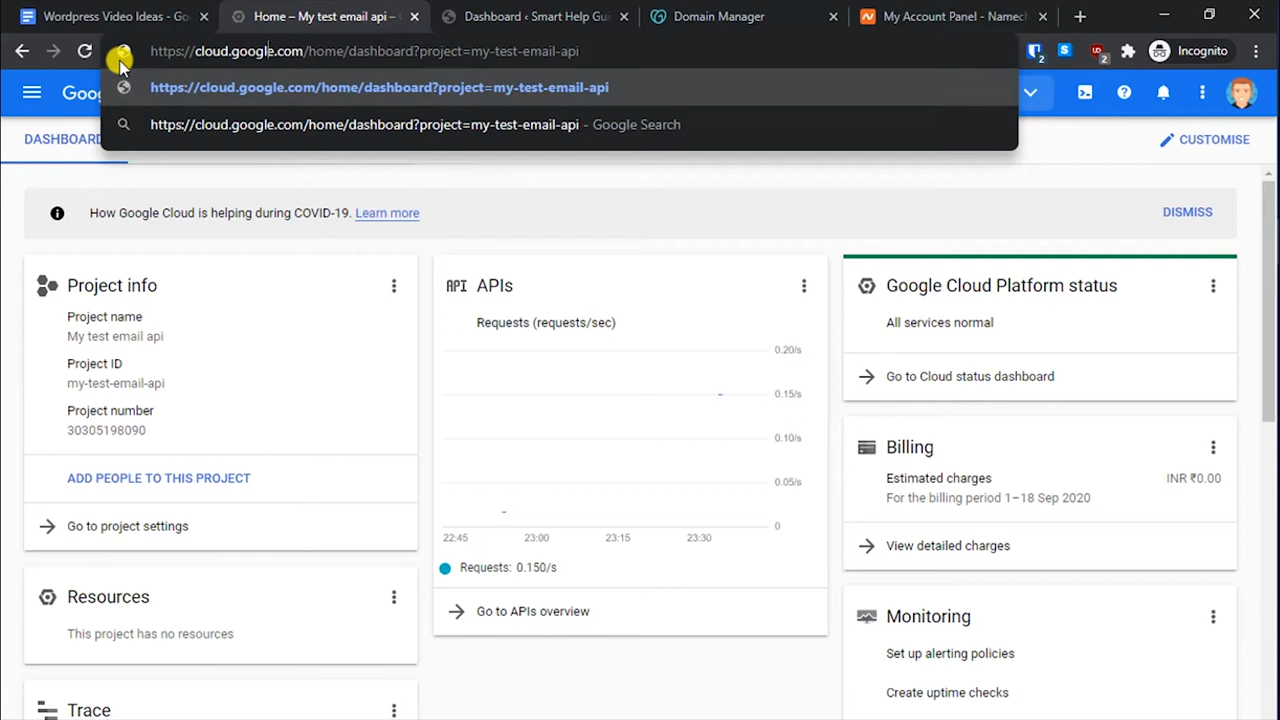 Wordpress Video Ideas - Go
Home – My test email api –
Dashboard ‹ Smart Help Gui
Domain Manager
My Account Panel - Namech
https://cloud.google.com/home/dashboard?project=my-test-email-api
2
2
Incognito
https://cloud.google.com/home/dashboard?project=my-test-email-api
https://cloud.google.com/home/dashboard?project=my-test-email-api - Google Search
Goog
DASHBOARD
CUSTOMISE
How Google Cloud is helping during COVID-19. Learn more
DISMISS
Project info
Project name
My test email api
Project ID
my-test-email-api
Project number
30305198090
ADD PEOPLE TO THIS PROJECT
Go to project settings
Resources
This project has no resources
Trace
API APIs
Requests (requests/sec)
0.20/s
0.15/s
0.10/s
0.05/s
0
22:45 23:00 23:15 23:30
Requests: 0.150/s
Go to APIs overview
Google Cloud Platform status
All services normal
Go to Cloud status dashboard
Billing
Estimated charges INR ₹0.00
For the billing period 1–18 Sep 2020
View detailed charges
Monitoring
Set up alerting policies
Create uptime checks